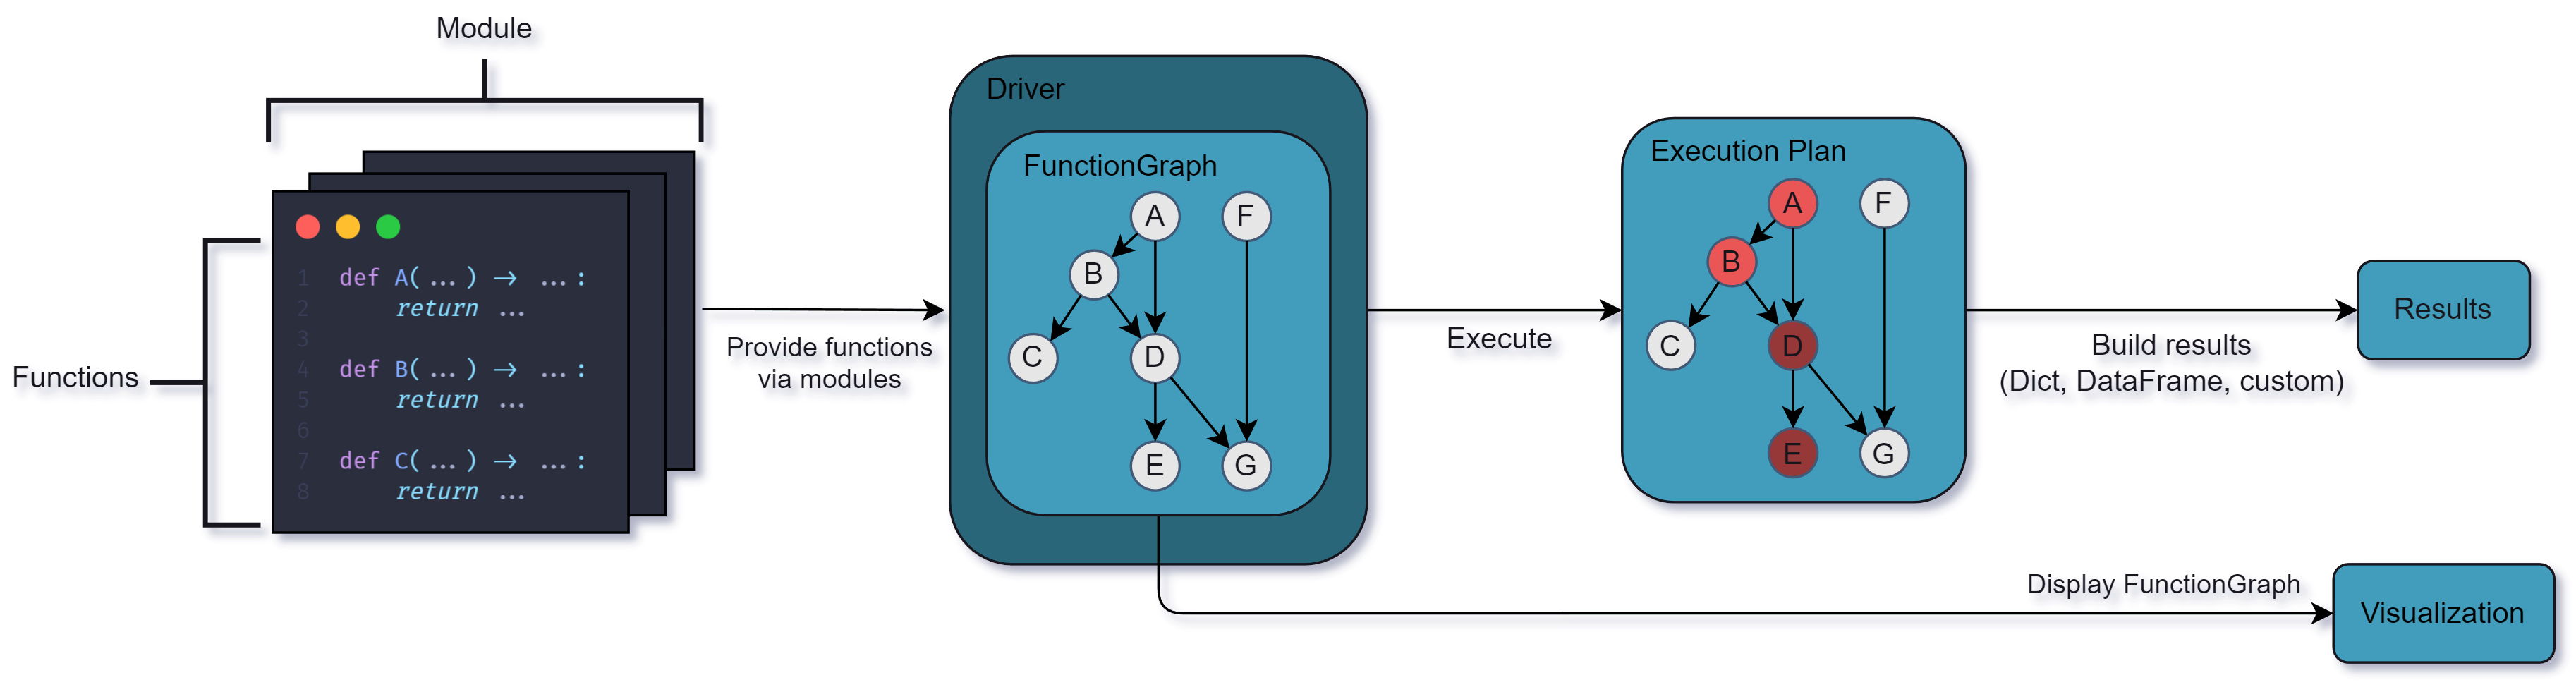 Module
Functions
1 def A( ... ) → ... :
2 return ...
3
4 def B( ... ) → ... :
5 return ...
6
7 def C( ... ) → ... :
8 return ...
Provide functions
via modules
Driver
FunctionGraph
A
F
B
C
D
E
G
Execute
Execution Plan
A
F
B
C
D
E
G
Build results
(Dict, DataFrame, custom)
Results
Display FunctionGraph
Visualization